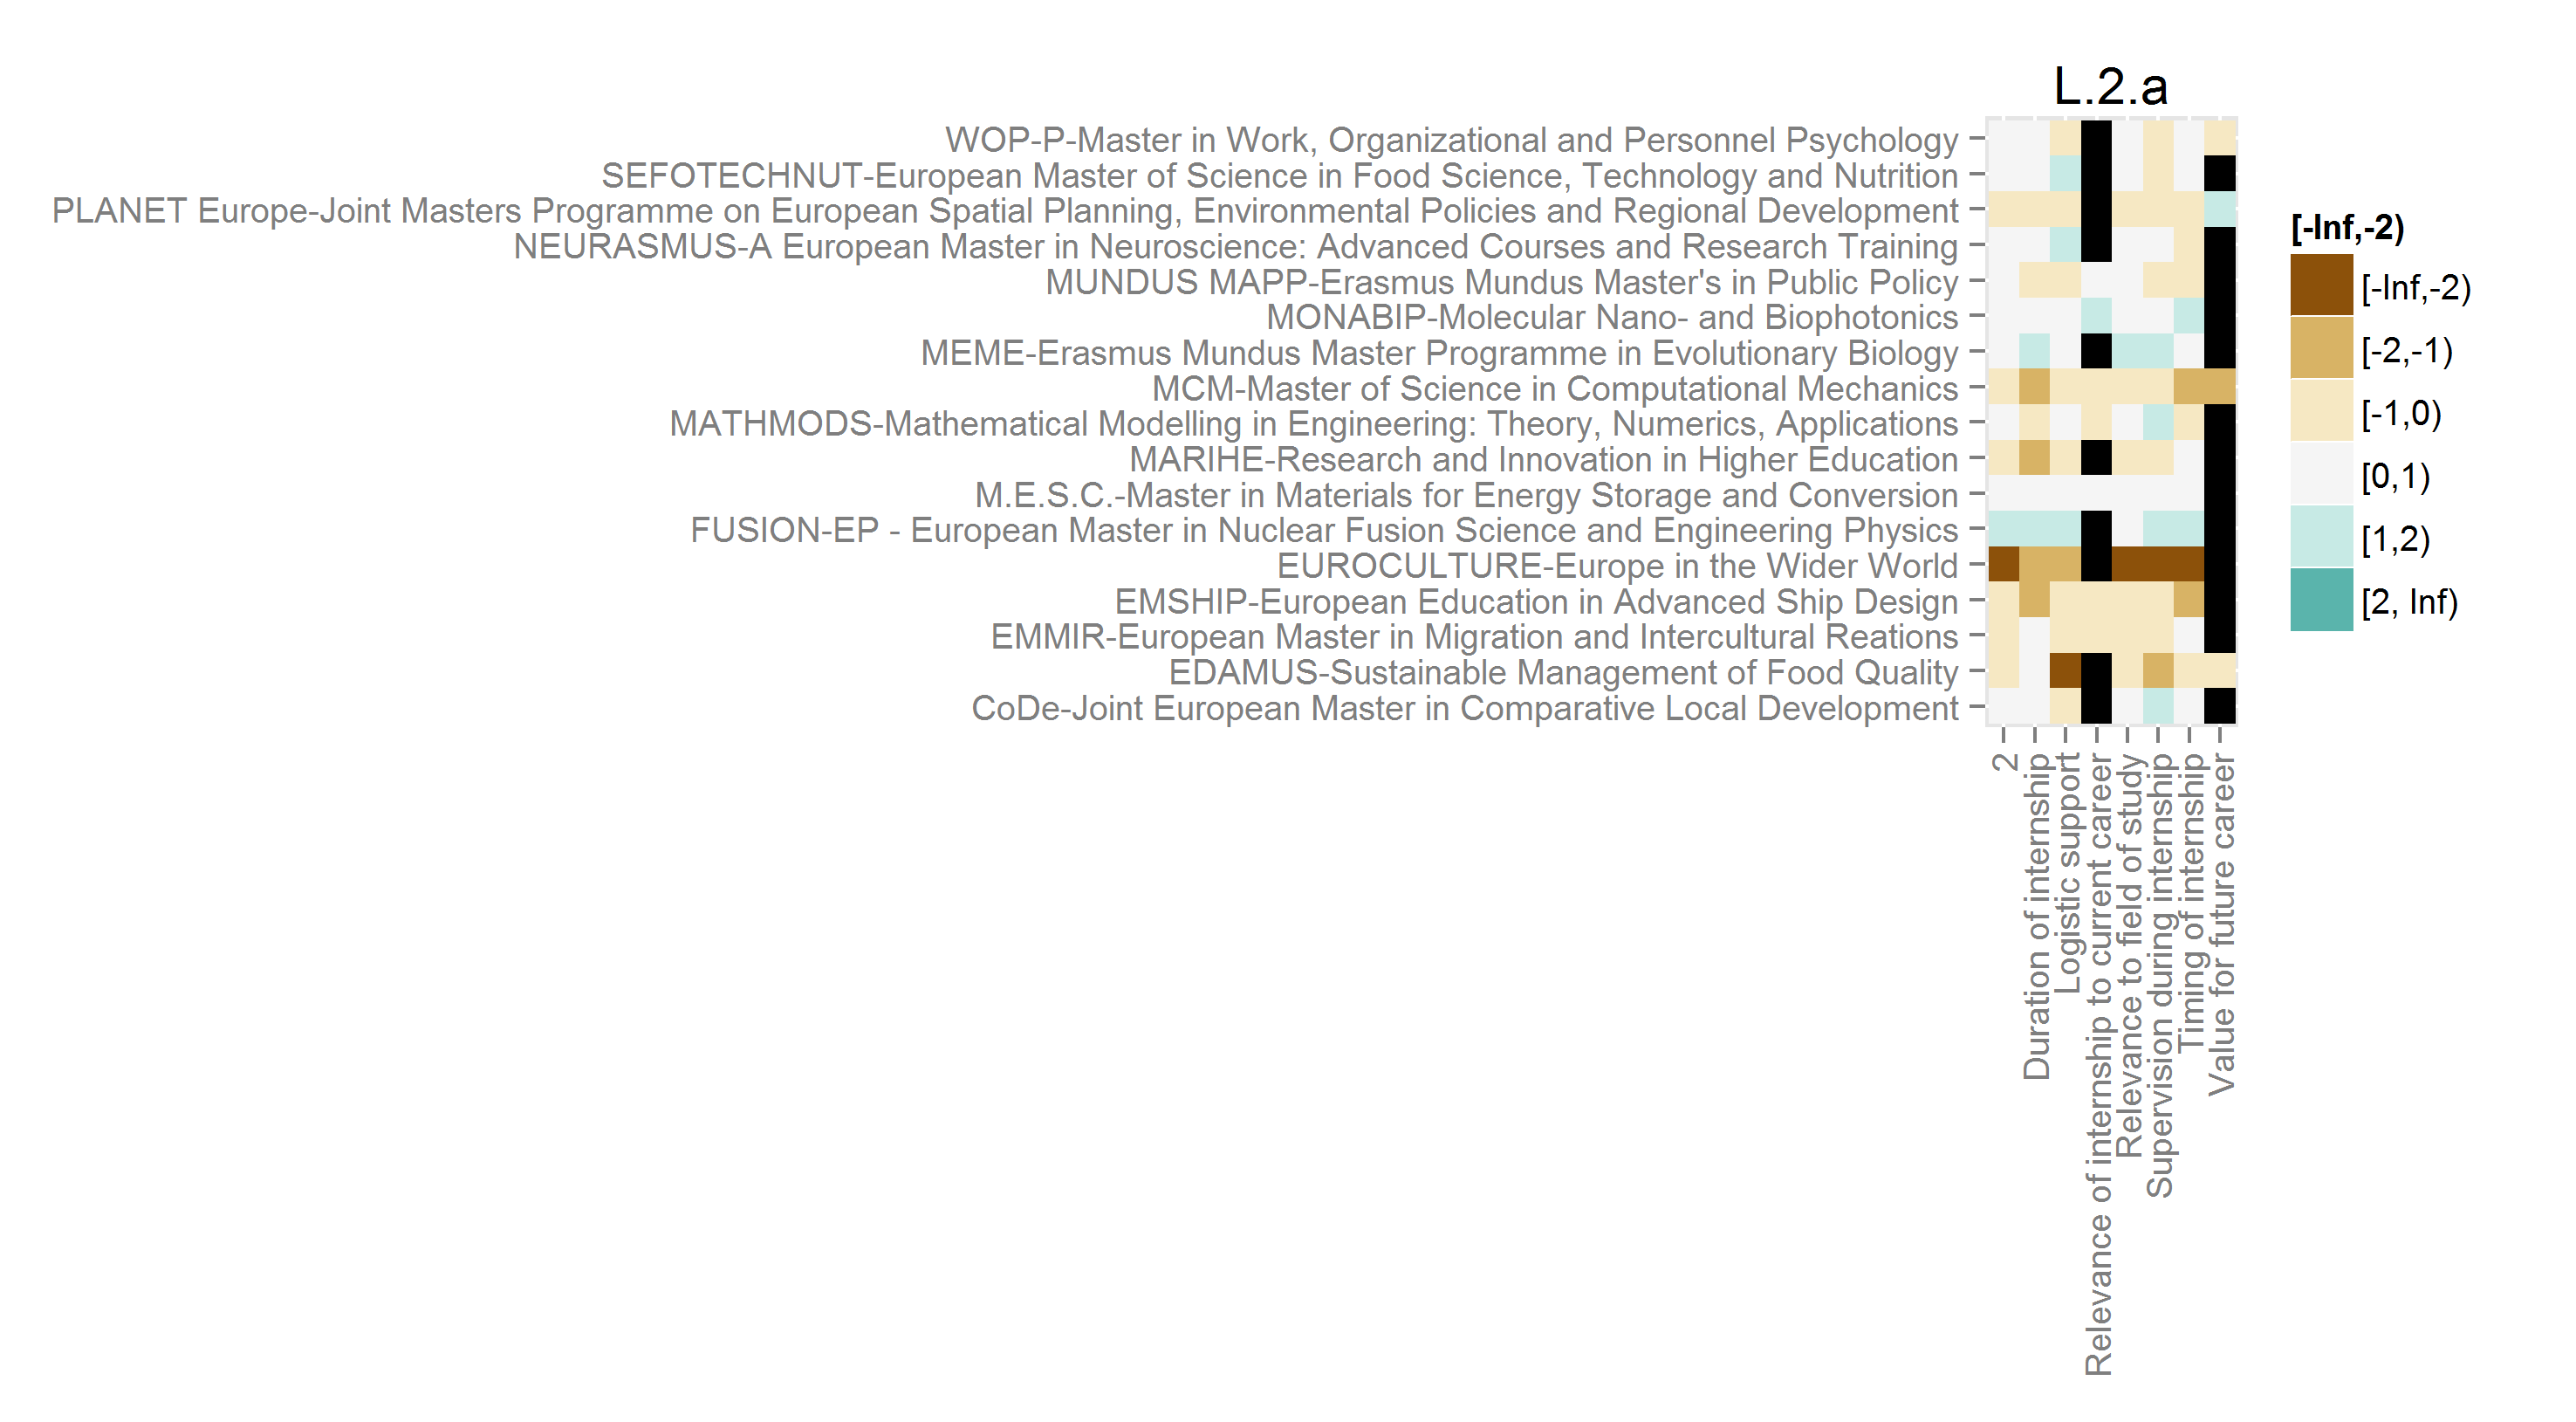 L.2.a
WOP-P-Master in Work, Organizational and Personnel Psychology
SEFOTECHNUT-European Master of Science in Food Science, Technology and Nutrition
PLANET Europe-Joint Masters Programme on European Spatial Planning, Environmental Policies and Regional Development
NEURASMUS-A European Master in Neuroscience: Advanced Courses and Research Training
MUNDUS MAPP-Erasmus Mundus Master's in Public Policy
MONABIP-Molecular Nano- and Biophotonics
MEME-Erasmus Mundus Master Programme in Evolutionary Biology
MCM-Master of Science in Computational Mechanics
MATHMODS-Mathematical Modelling in Engineering: Theory, Numerics, Applications
MARIHE-Research and Innovation in Higher Education
M.E.S.C.-Master in Materials for Energy Storage and Conversion
FUSION-EP - European Master in Nuclear Fusion Science and Engineering Physics
EUROCULTURE-Europe in the Wider World
EMSHIP-European Education in Advanced Ship Design
EMMIR-European Master in Migration and Intercultural Reations
EDAMUS-Sustainable Management of Food Quality
CoDe-Joint European Master in Comparative Local Development
2
Duration of internship
Logistic support
Relevance of internship to current career
Relevance to field of study
Supervision during internship
Timing of internship
Value for future career
[-Inf,-2)
[-Inf,-2)
[-2,-1)
[-1,0)
[0,1)
[1,2)
[2, Inf)